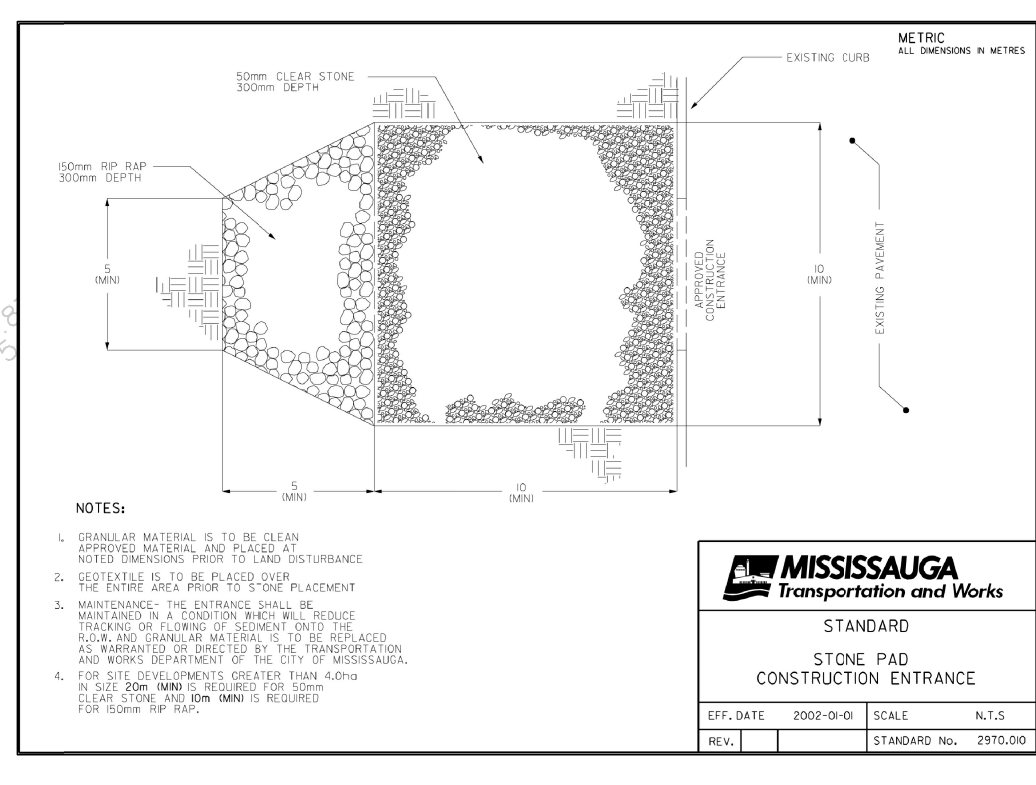 METRIC
ALL DIMENSIONS IN METRES
EXISTING CURB
50mm CLEAR STONE
300mm DEPTH
150mm RIP RAP
300mm DEPTH
5
(MIN)
APPROVED
CONSTRUCTION
ENTRANCE
10
(MIN)
EXISTING PAVEMENT
5
(MIN)
10
(MIN)
NOTES:
1. GRANULAR MATERIAL IS TO BE CLEAN
APPROVED MATERIAL AND PLACED AT
NOTED DIMENSIONS PRIOR TO LAND DISTURBANCE
2. GEOTEXTILE IS TO BE PLACED OVER
THE ENTIRE AREA PRIOR TO STONE PLACEMENT
3. MAINTENANCE- THE ENTRANCE SHALL BE
MAINTAINED IN A CONDITION WHICH WILL REDUCE
TRACKING OR FLOWING OF SEDIMENT ONTO THE
R.O.W. AND GRANULAR MATERIAL IS TO BE REPLACED
AS WARRANTED OR DIRECTED BY THE TRANSPORTATION
AND WORKS DEPARTMENT OF THE CITY OF MISSISSAUGA.
4. FOR SITE DEVELOPMENTS GREATER THAN 4.0ha
IN SIZE 20m (MIN) IS REQUIRED FOR 50mm
CLEAR STONE AND 10m (MIN) IS REQUIRED
FOR 150mm RIP RAP.
MISSISSAUGA
Transportation and Works
STANDARD
STONE PAD
CONSTRUCTION ENTRANCE
EFF. DATE 2002-01-01 SCALE N.T.S
REV. STANDARD No. 2970.010